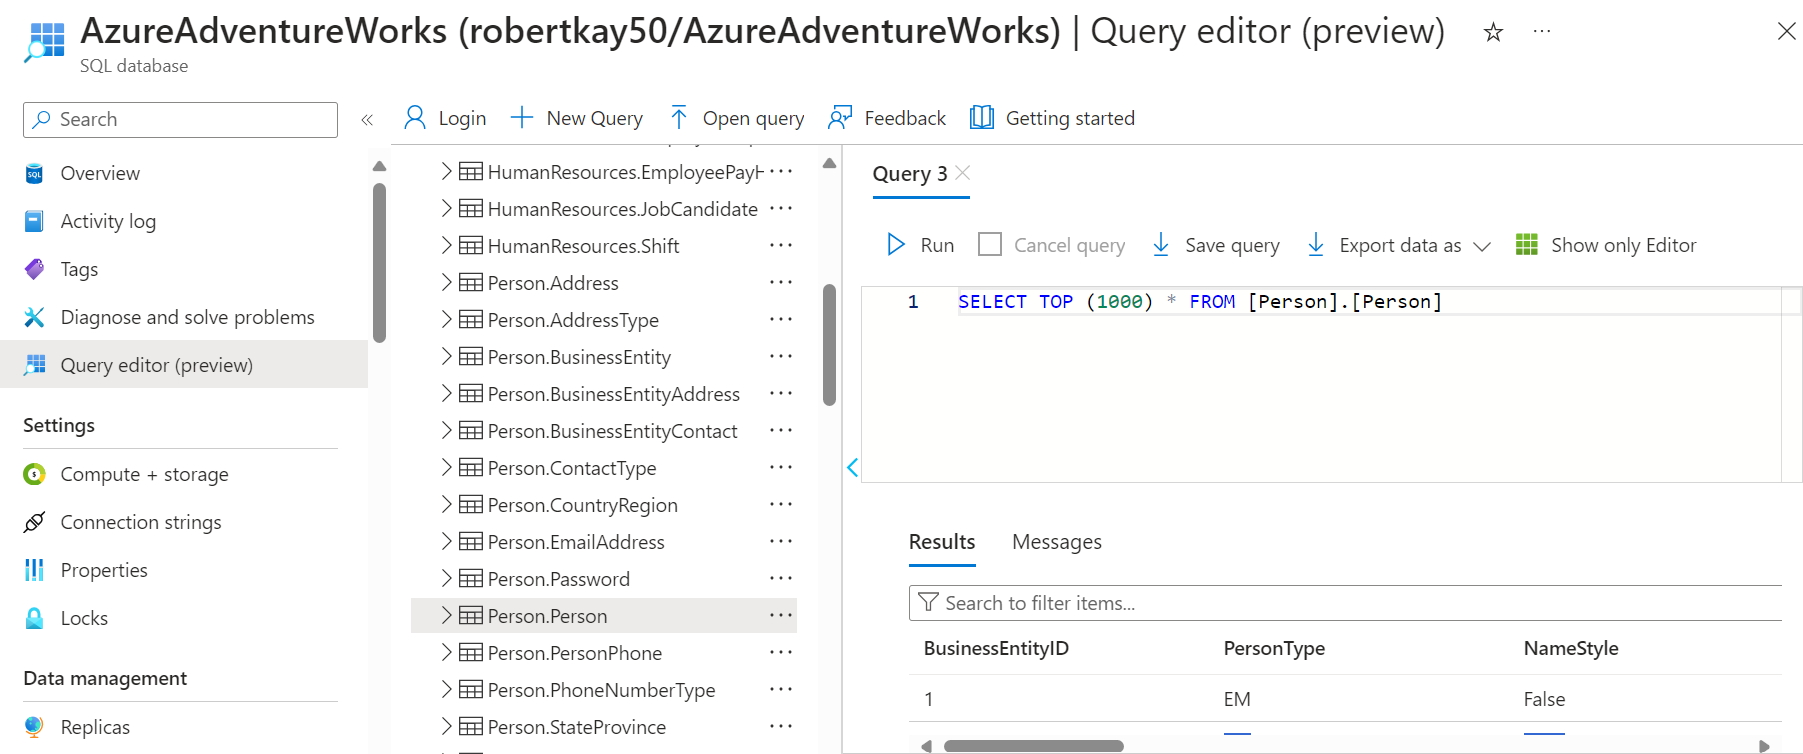 AzureAdventureWorks (robertkay50/AzureAdventureWorks) | Query editor (preview)
SQL database
Search
Login
New Query
Open query
Feedback
Getting started
Overview
Activity log
Tags
Diagnose and solve problems
Query editor (preview)
Settings
Compute + storage
Connection strings
Properties
Locks
Data management
Replicas
HumanResources.EmployeePayH
HumanResources.JobCandidate
HumanResources.Shift
Person.Address
Person.AddressType
Person.BusinessEntity
Person.BusinessEntityAddress
Person.BusinessEntityContact
Person.ContactType
Person.CountryRegion
Person.EmailAddress
Person.Password
Person.Person
Person.PersonPhone
Person.PhoneNumberType
Person.StateProvince
Query 3
Run
Cancel query
Save query
Export data as
Show only Editor
1 SELECT TOP (1000) * FROM [Person].[Person]
Results Messages
Search to filter items...
BusinessEntityID PersonType NameStyle
1 EM False